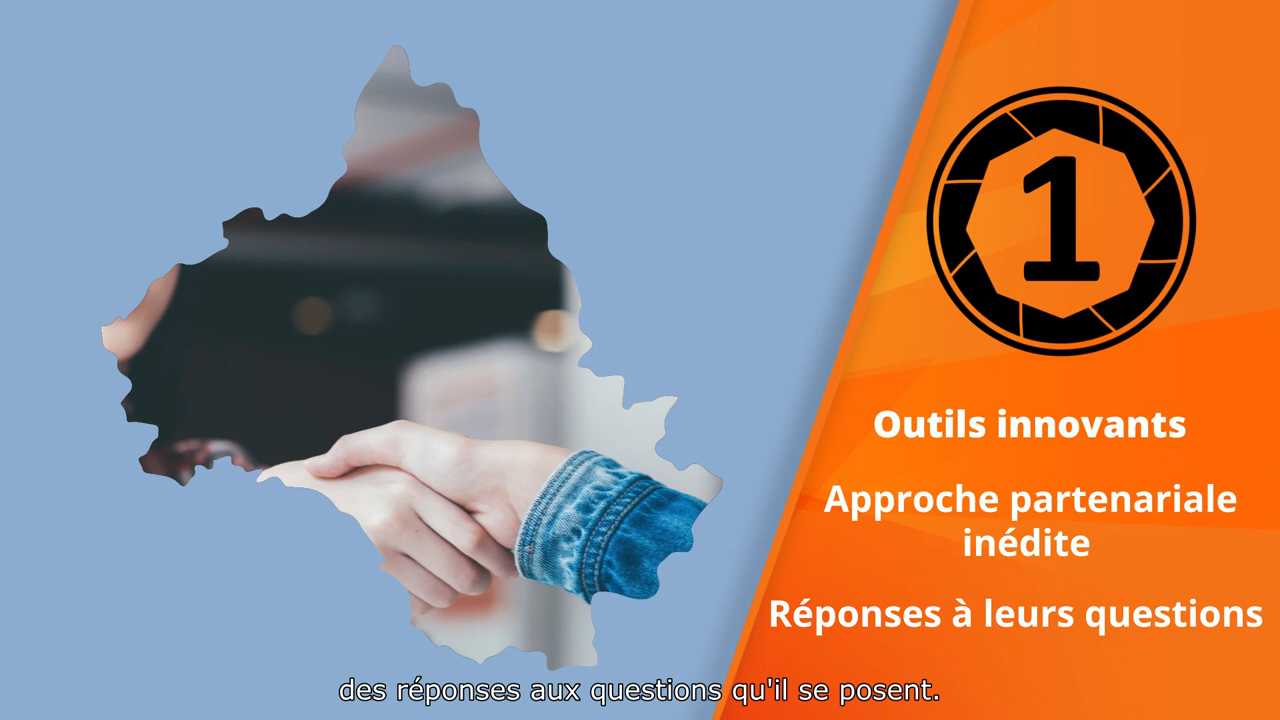 1
Outils innovants
Approche partenariale
inédite
Réponses à leurs questions
des réponses aux questions qu'il se posent.